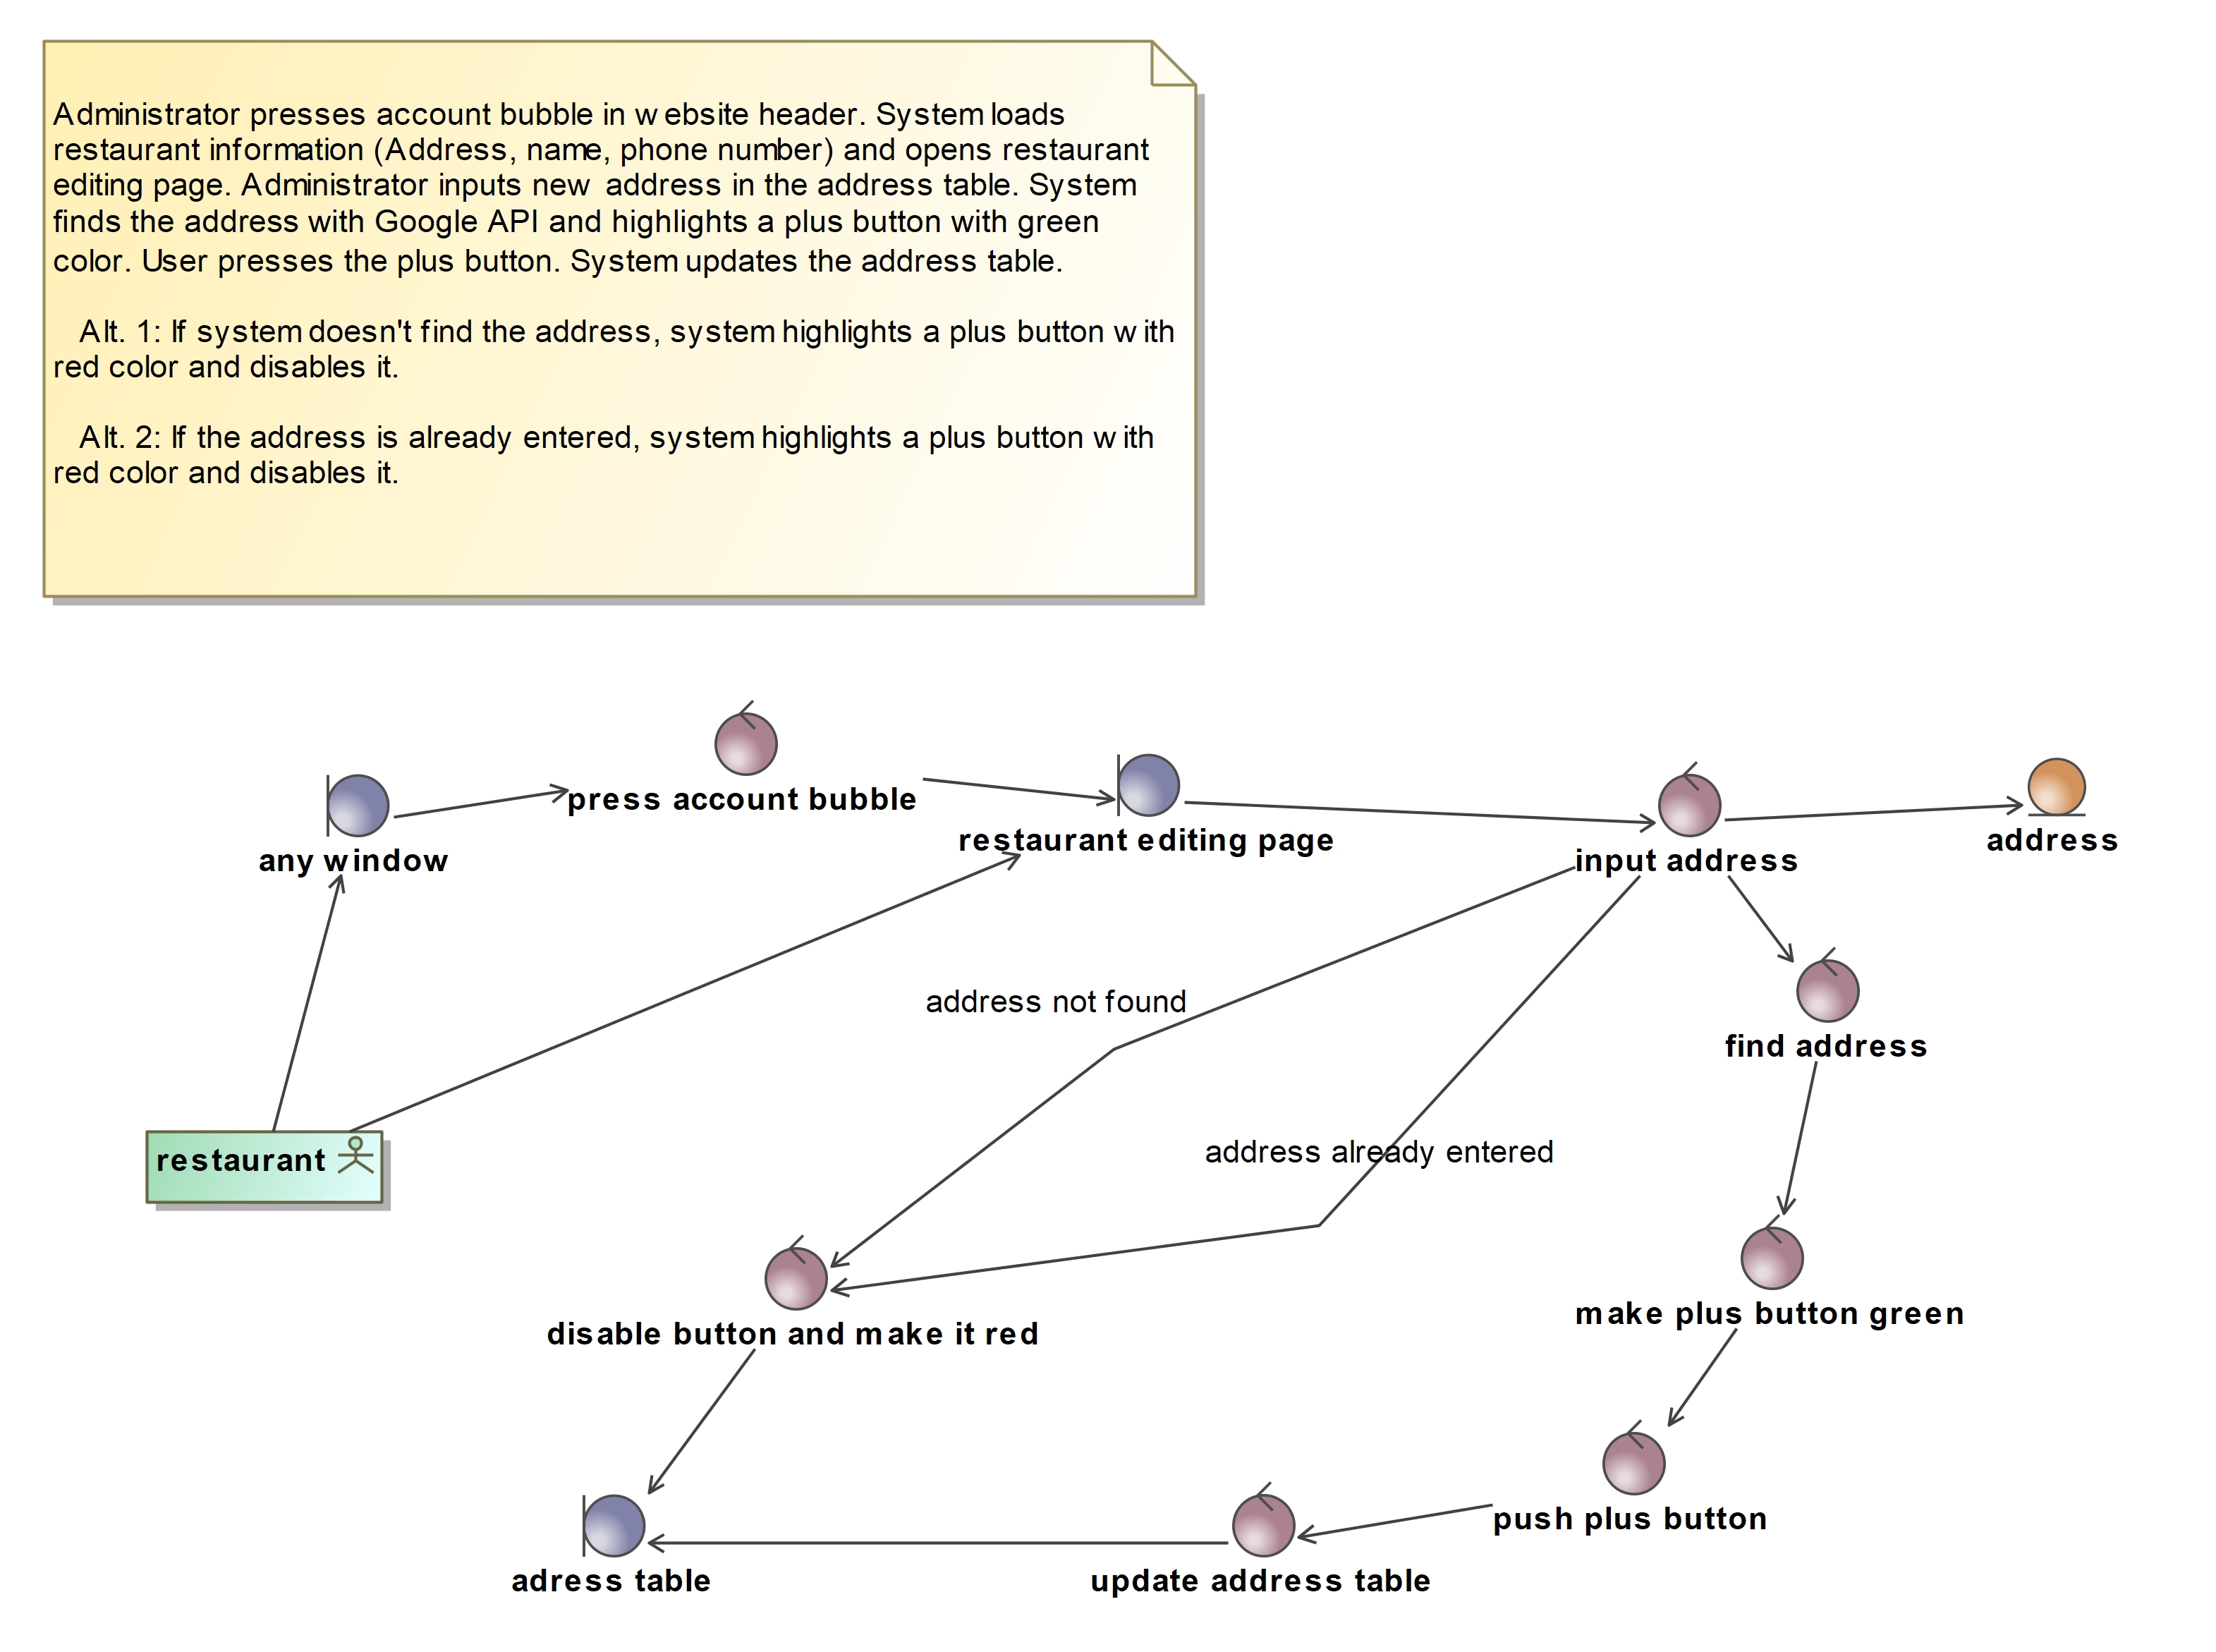 Administrator presses account bubble in website header. System loads
restaurant information (Address, name, phone number) and opens restaurant
editing page. Administrator inputs new address in the address table. System
finds the address with Google API and highlights a plus button with green
color. User presses the plus button. System updates the address table.
Alt. 1: If system doesn't find the address, system highlights a plus button with
red color and disables it.
Alt. 2: If the address is already entered, system highlights a plus button with
red color and disables it.
press account bubble
any window
restaurant editing page
input address
address
address not found
find address
address already entered
restaurant
disable button and make it red
make plus button green
push plus button
adress table
update address table